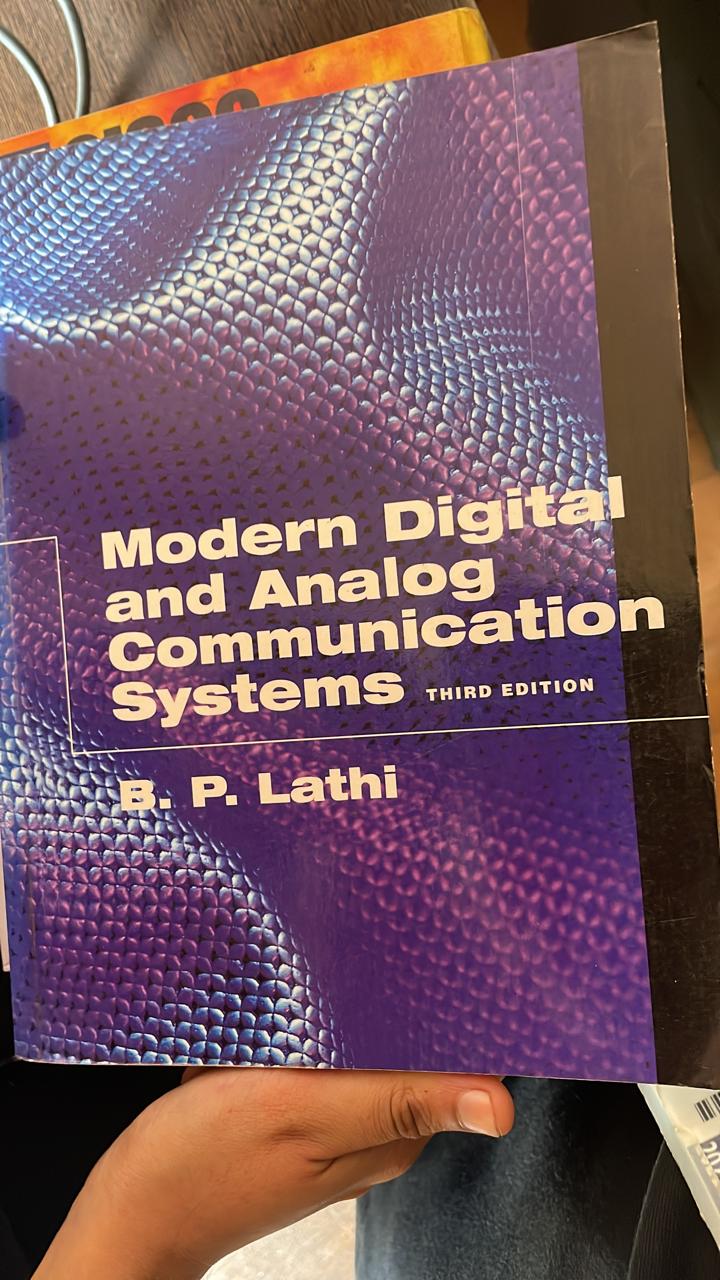 Modern Digital
and Analog
Communication
Systems THIRD EDITION
B. P. Lathi